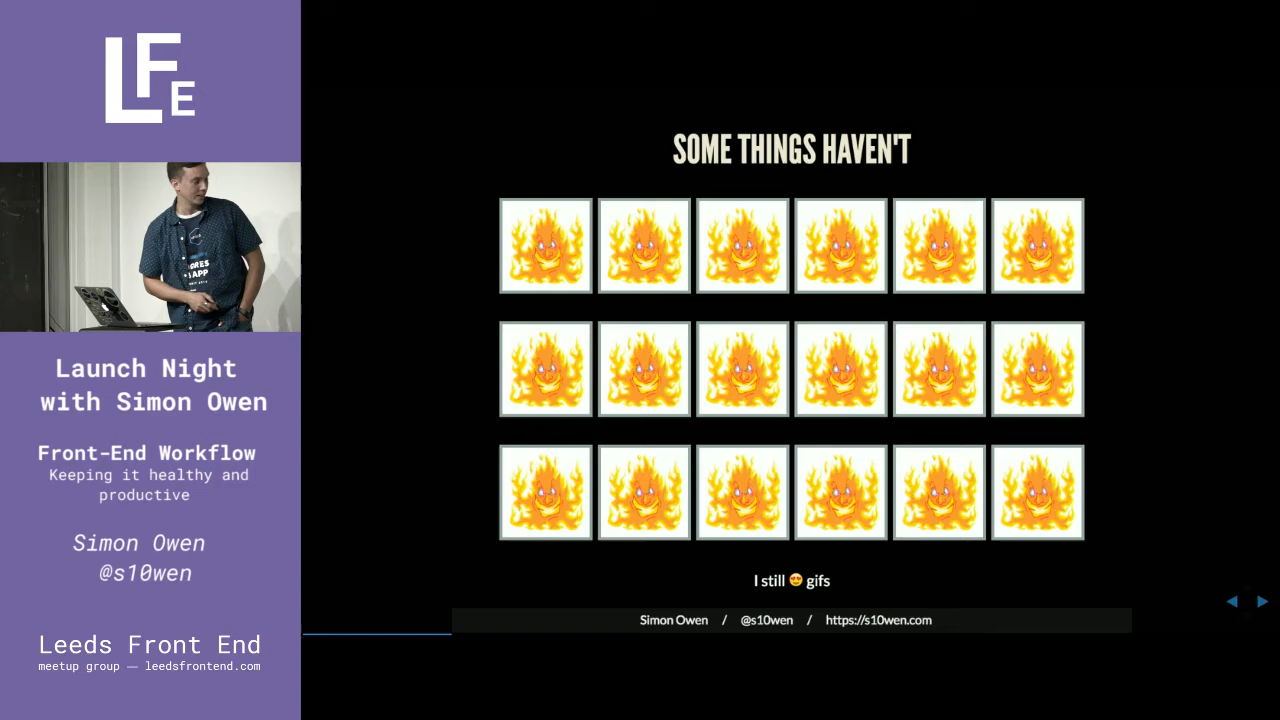 LFE
Launch Night
with Simon Owen
Front-End Workflow
Keeping it healthy and
productive
Simon Owen
@s10wen
Leeds Front End
meetup group — leedsfrontend.com
SOME THINGS HAVEN'T
I still 😍 gifs
Simon Owen / @s10wen / https://s10wen.com